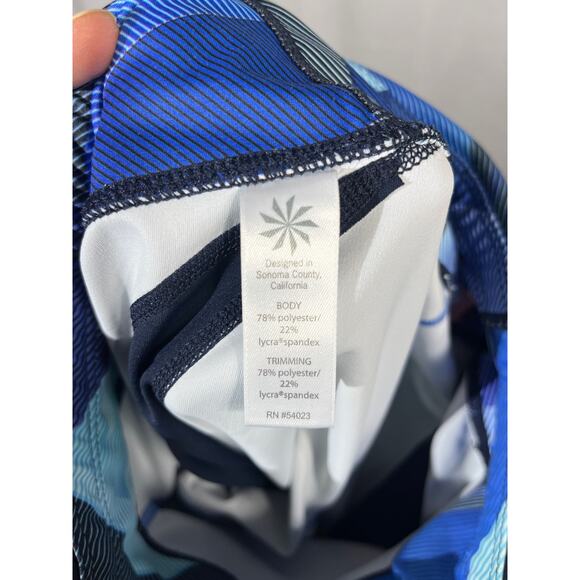 Designed in
Sonoma County,
California
BODY
78% polyester/
22%
lycra®spandex
TRIMMING
78% polyester/
22%
lycra®spandex
RN #54023